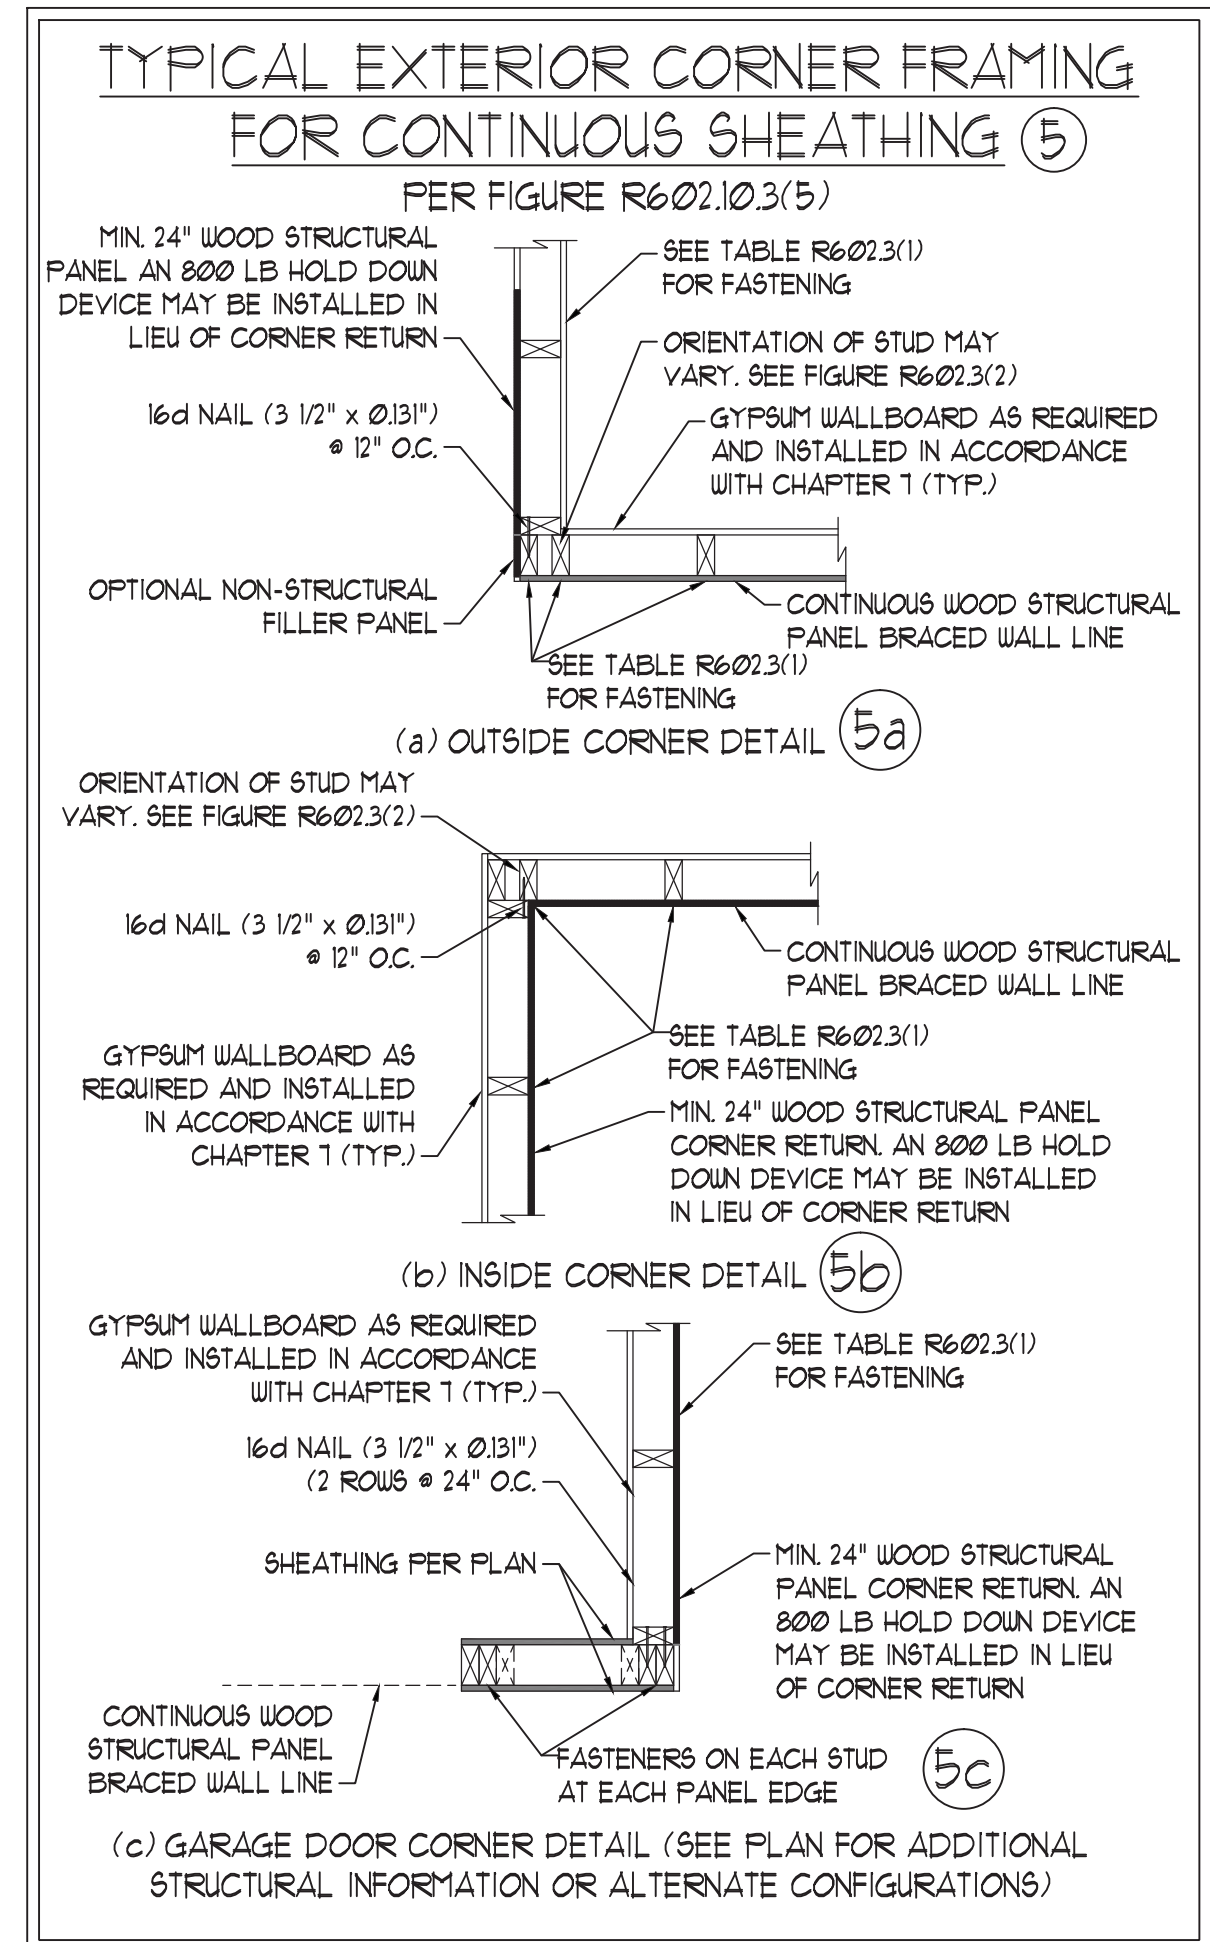 TYPICAL EXTERIOR CORNER FRAMING
FOR CONTINUOUS SHEATHING 5
PER FIGURE R602.10.3(5)
MIN. 24" WOOD STRUCTURAL
PANEL AN 800 LB HOLD DOWN
DEVICE MAY BE INSTALLED IN
LIEU OF CORNER RETURN
16d NAIL (3 1/2" x 0.131")
@ 12" O.C.
OPTIONAL NON-STRUCTURAL
FILLER PANEL
SEE TABLE R602.3(1)
FOR FASTENING
ORIENTATION OF STUD MAY
VARY. SEE FIGURE R602.3(2)
GYPSUM WALLBOARD AS REQUIRED
AND INSTALLED IN ACCORDANCE
WITH CHAPTER 7 (TYP.)
CONTINUOUS WOOD STRUCTURAL
PANEL BRACED WALL LINE
SEE TABLE R602.3(1)
FOR FASTENING
(a) OUTSIDE CORNER DETAIL 5a
ORIENTATION OF STUD MAY
VARY. SEE FIGURE R602.3(2)
16d NAIL (3 1/2" x 0.131")
@ 12" O.C.
GYPSUM WALLBOARD AS
REQUIRED AND INSTALLED
IN ACCORDANCE WITH
CHAPTER 7 (TYP.)
CONTINUOUS WOOD STRUCTURAL
PANEL BRACED WALL LINE
SEE TABLE R602.3(1)
FOR FASTENING
MIN. 24" WOOD STRUCTURAL PANEL
CORNER RETURN. AN 800 LB HOLD
DOWN DEVICE MAY BE INSTALLED
IN LIEU OF CORNER RETURN
(b) INSIDE CORNER DETAIL 5b
GYPSUM WALLBOARD AS REQUIRED
AND INSTALLED IN ACCORDANCE
WITH CHAPTER 7 (TYP.)
16d NAIL (3 1/2" x 0.131")
(2 ROWS @ 24" O.C.
SHEATHING PER PLAN
CONTINUOUS WOOD
STRUCTURAL PANEL
BRACED WALL LINE
SEE TABLE R602.3(1)
FOR FASTENING
MIN. 24" WOOD STRUCTURAL
PANEL CORNER RETURN. AN
800 LB HOLD DOWN DEVICE
MAY BE INSTALLED IN LIEU
OF CORNER RETURN
FASTENERS ON EACH STUD
AT EACH PANEL EDGE
5c
(c) GARAGE DOOR CORNER DETAIL (SEE PLAN FOR ADDITIONAL
STRUCTURAL INFORMATION OR ALTERNATE CONFIGURATIONS)